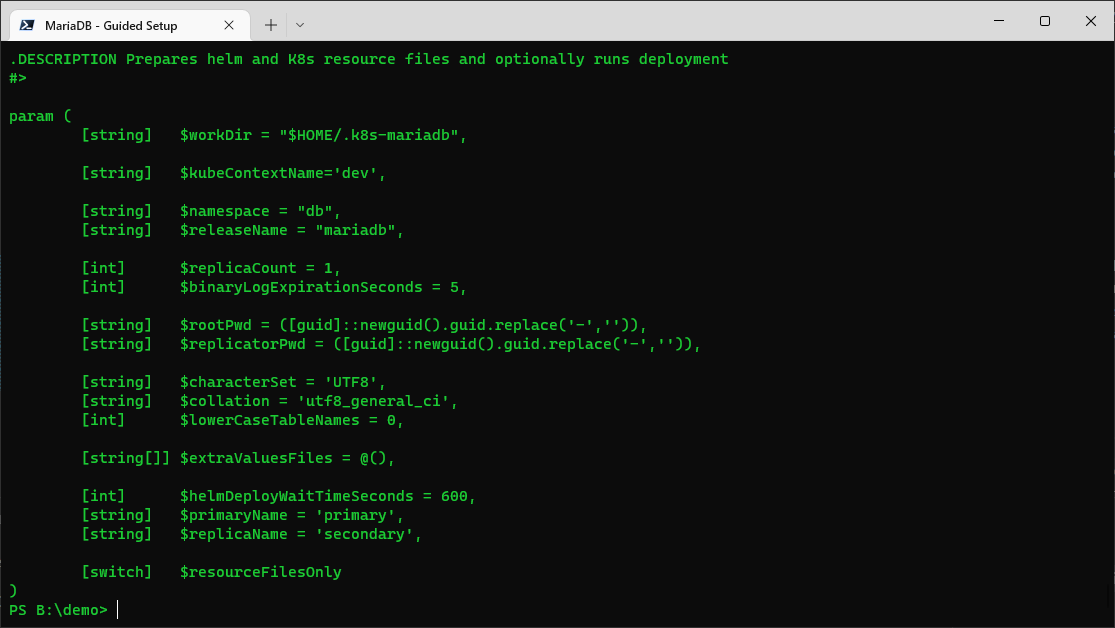 MariaDB - Guided Setup
.DESCRIPTION Prepares helm and K8s resource files and optionally runs deployment
#>
param (
[string] $workDir = "$HOME/.k8s-mariadb",
[string] $kubeContextName='dev',
[string] $namespace = "db",
[string] $releaseName = "mariadb",
[int] $replicaCount = 1,
[int] $binaryLogExpirationSeconds = 5,
[string] $rootPwd = ([guid]::newguid().guid.replace('-','')),
[string] $replicatorPwd = ([guid]::newguid().guid.replace('-','')),
[string] $characterSet = 'UTF8',
[string] $collation = 'utf8_general_ci',
[int] $lowerCaseTableNames = 0,
[string[]] $extraValuesFiles = @(),
[int] $helmDeployWaitTimeSeconds = 600,
[string] $primaryName = 'primary',
[string] $replicaName = 'secondary',
[switch] $resourceFilesOnly
)
PS B:\demo>